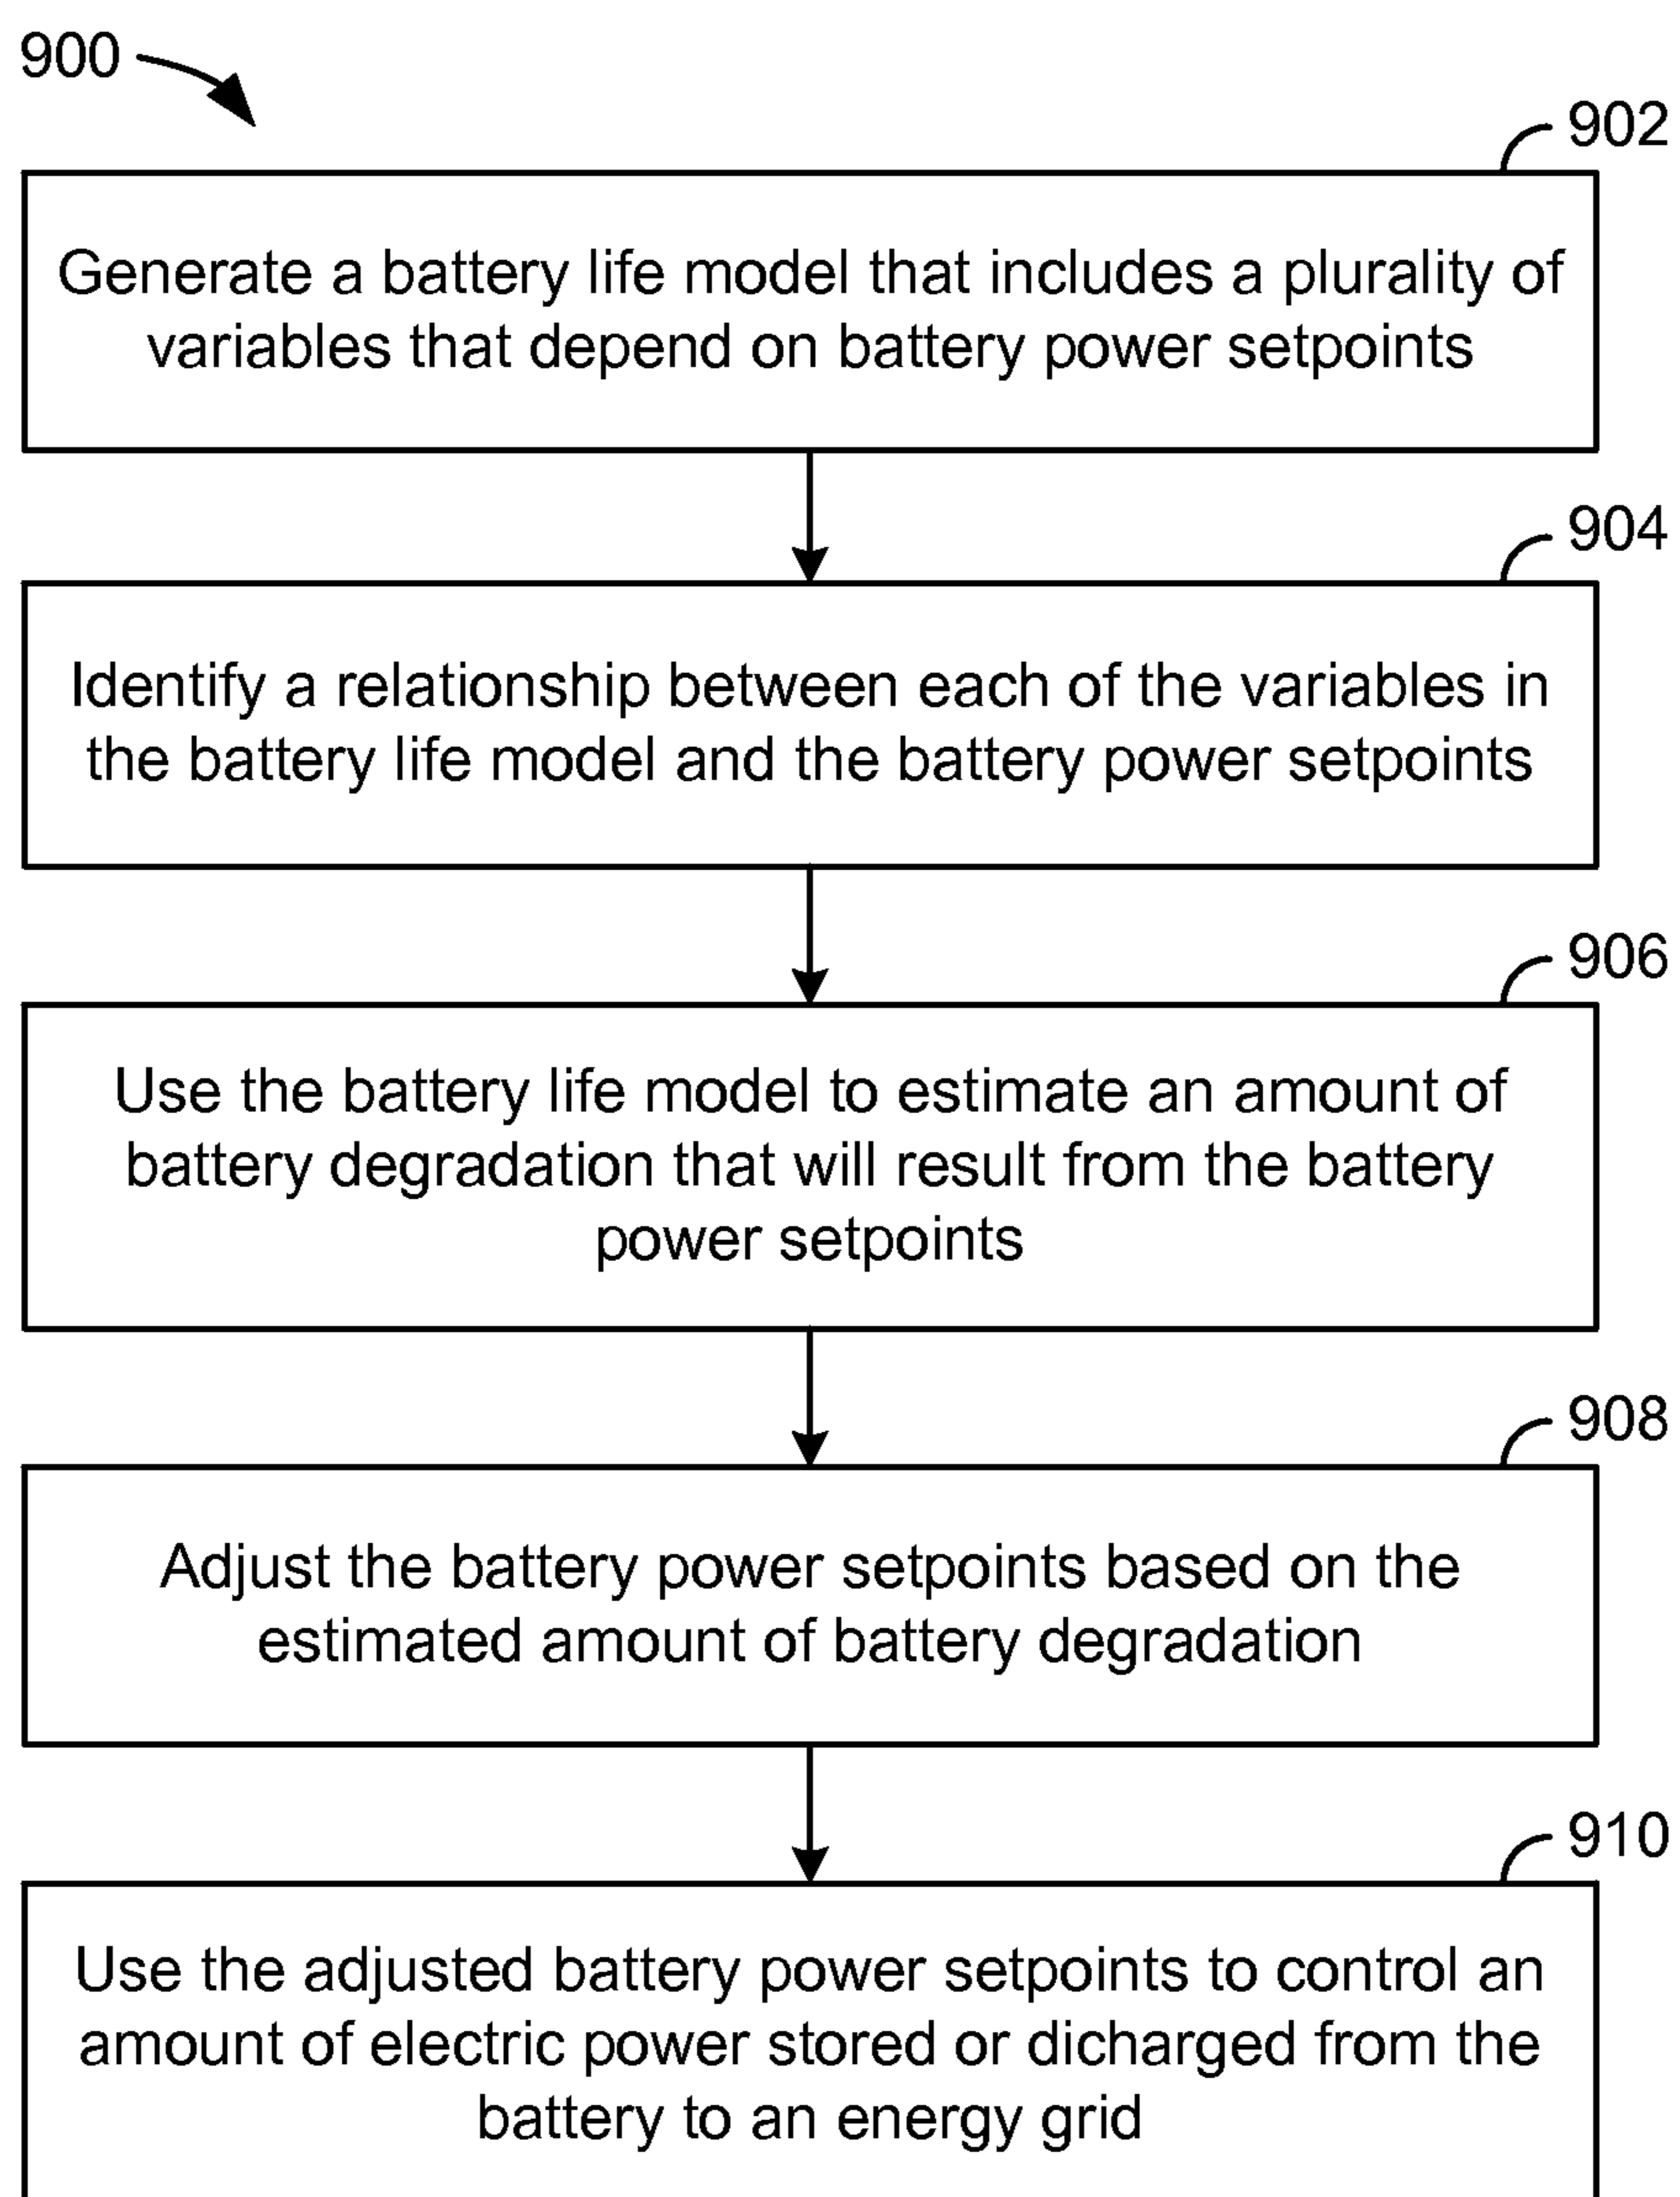 900
902
Generate a battery life model that includes a plurality of
variables that depend on battery power setpoints
904
Identify a relationship between each of the variables in
the battery life model and the battery power setpoints
906
Use the battery life model to estimate an amount of
battery degradation that will result from the battery
power setpoints
908
Adjust the battery power setpoints based on the
estimated amount of battery degradation
910
Use the adjusted battery power setpoints to control an
amount of electric power stored or dicharged from the
battery to an energy grid